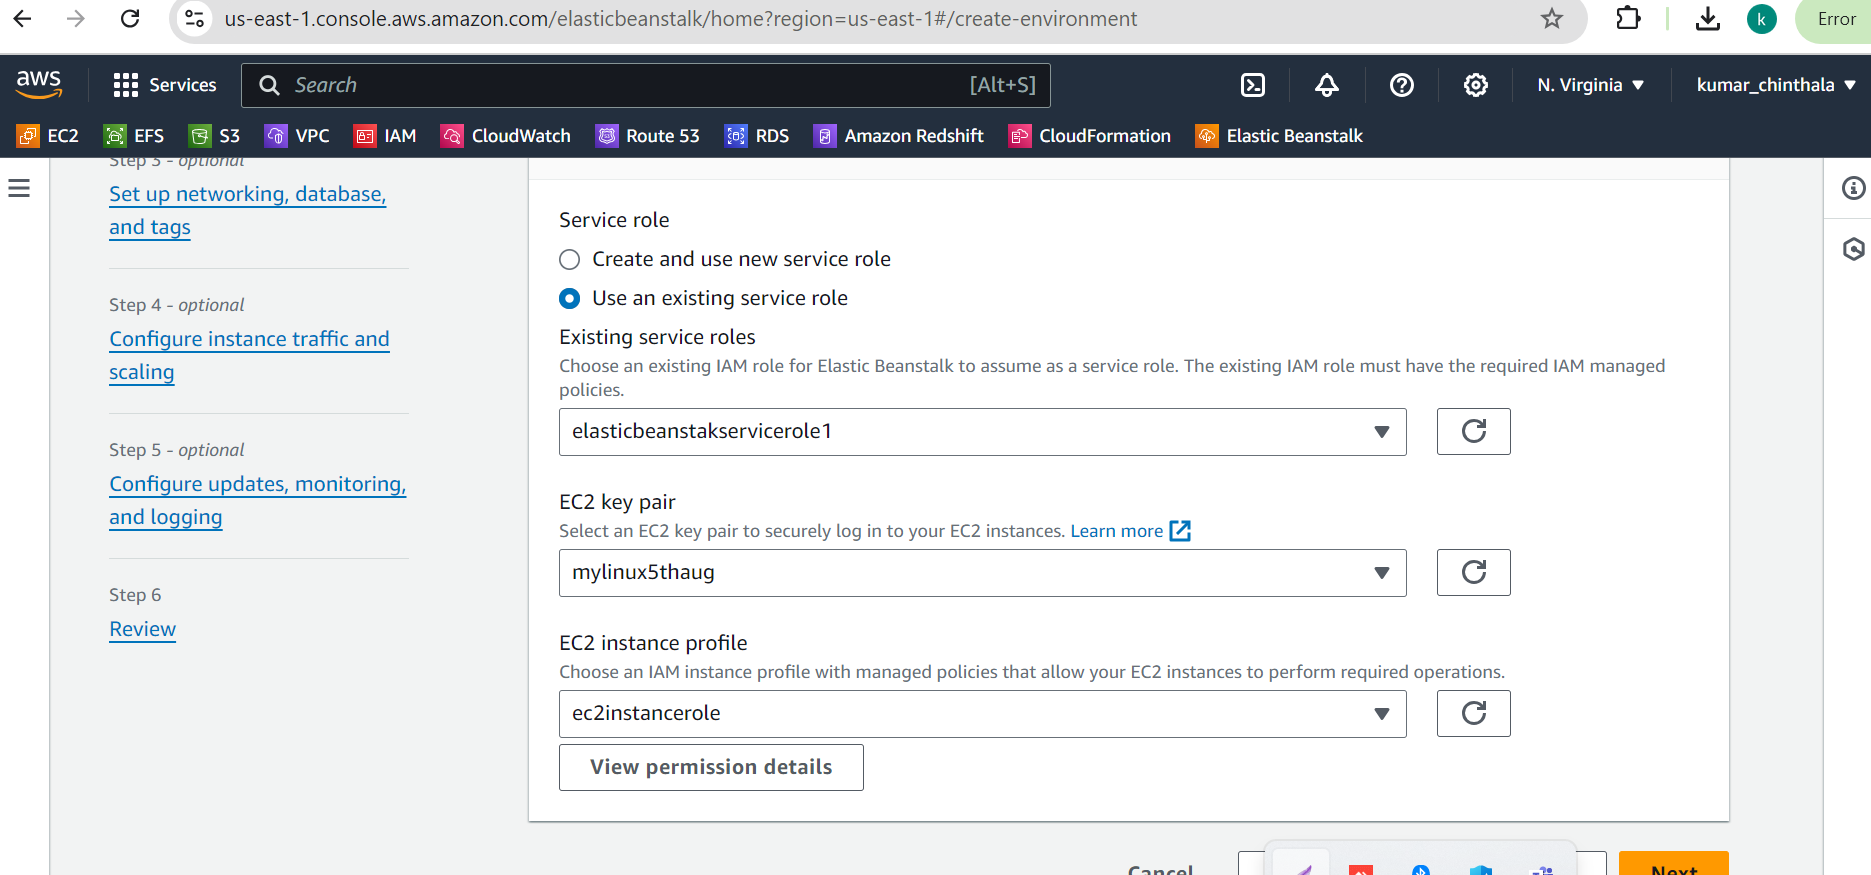 us-east-1.console.aws.amazon.com/elasticbeanstalk/home?region=us-east-1#/create-environment
k
Error
aws
Services
Search
[Alt+S]
N. Virginia
kumar_chinthala
EC2
EFS
S3
VPC
IAM
CloudWatch
Route 53
RDS
Amazon Redshift
CloudFormation
Elastic Beanstalk
Step 3 - optional
Set up networking, database,
and tags
Step 4 - optional
Configure instance traffic and
scaling
Step 5 - optional
Configure updates, monitoring,
and logging
Step 6
Review
Service role
Create and use new service role
Use an existing service role
Existing service roles
Choose an existing IAM role for Elastic Beanstalk to assume as a service role. The existing IAM role must have the required IAM managed
policies.
elasticbeanstakservicerole1
EC2 key pair
Select an EC2 key pair to securely log in to your EC2 instances. Learn more
mylinux5thaug
EC2 instance profile
Choose an IAM instance profile with managed policies that allow your EC2 instances to perform required operations.
ec2instancerole
View permission details
Cancel
Next